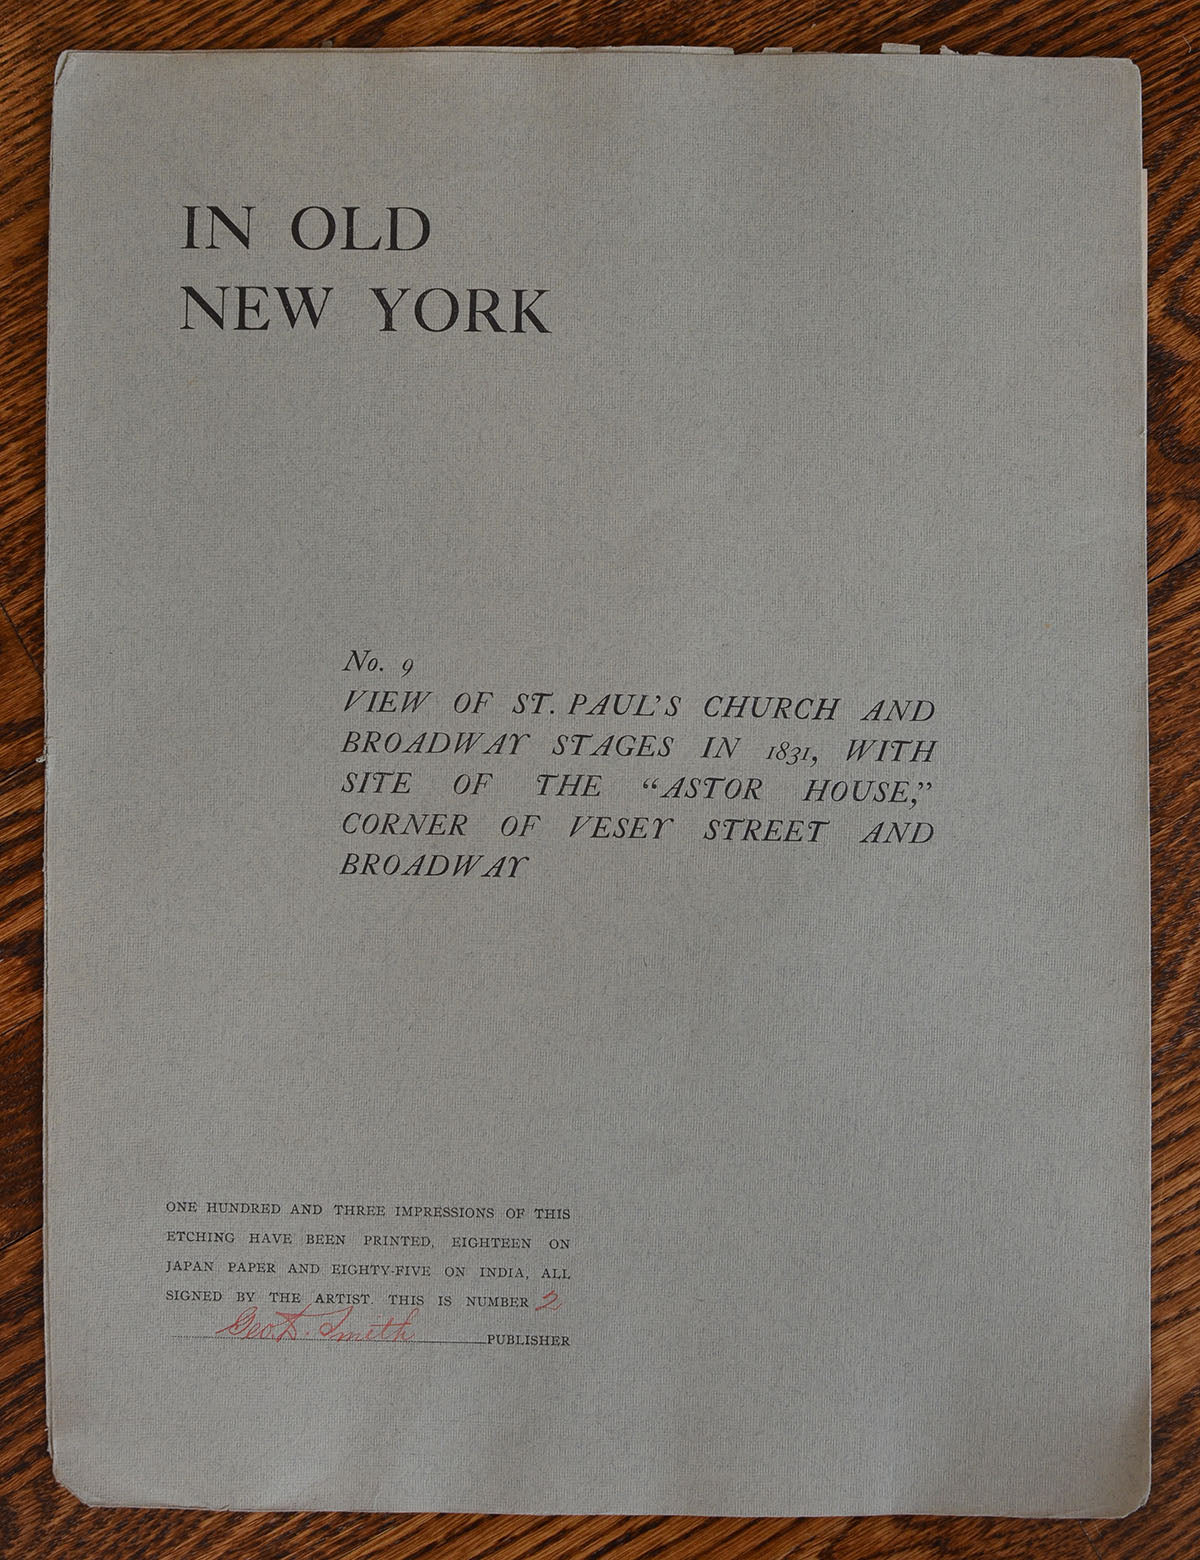 IN OLD
NEW YORK
No. 9
VIEW OF ST. PAUL'S CHURCH AND
BROADWAY STAGES IN 1831, WITH
SITE OF THE “ASTOR HOUSE,”
CORNER OF VESEY STREET AND
BROADWAY
ONE HUNDRED AND THREE IMPRESSIONS OF THIS
ETCHING HAVE BEEN PRINTED, EIGHTEEN ON
JAPAN PAPER AND EIGHTY-FIVE ON INDIA, ALL
SIGNED BY THE ARTIST. THIS IS NUMBER 2
Geo. D. Smith PUBLISHER